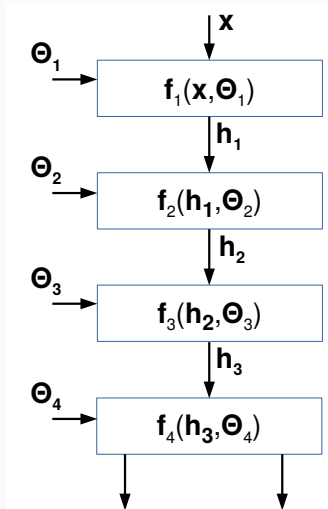 x
Θ₁
f₁(x,Θ₁)
h₁
Θ₂
f₂(h₁,Θ₂)
h₂
Θ₃
f₃(h₂,Θ₃)
h₃
Θ₄
f₄(h₃,Θ₄)